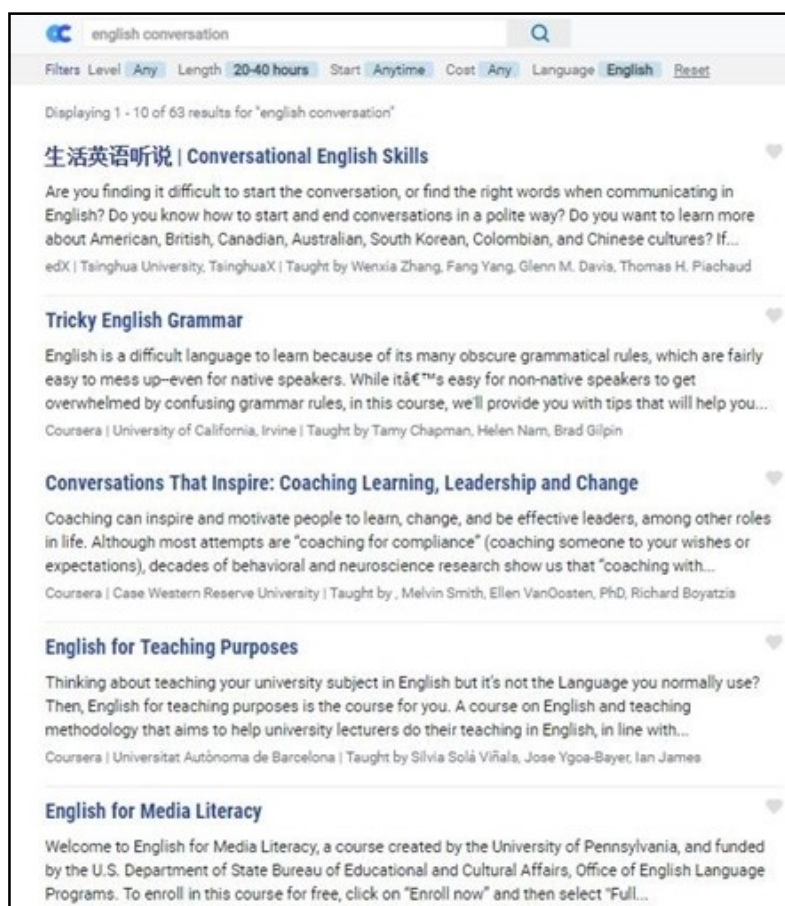 english conversation
Filters Level Any Length 20-40 hours Start Anytime Cost Any Language English Reset
Displaying 1 - 10 of 63 results for "english conversation"
生活英语听说 | Conversational English Skills
Are you finding it difficult to start the conversation, or find the right words when communicating in
English? Do you know how to start and end conversations in a polite way? Do you want to learn more
about American, British, Canadian, Australian, South Korean, Colombian, and Chinese cultures? If...
edX | Tsinghua University, TsinghuaX | Taught by Wenxia Zhang, Fang Yang, Glenn M. Davis, Thomas H. Piachaud
Tricky English Grammar
English is a difficult language to learn because of its many obscure grammatical rules, which are fairly
easy to mess up–even for native speakers. While itâ€™s easy for non-native speakers to get
overwhelmed by confusing grammar rules, in this course, we'll provide you with tips that will help you...
Coursera | University of California, Irvine | Taught by Tamy Chapman, Helen Nam, Brad Gilpin
Conversations That Inspire: Coaching Learning, Leadership and Change
Coaching can inspire and motivate people to learn, change, and be effective leaders, among other roles
in life. Although most attempts are “coaching for compliance” (coaching someone to your wishes or
expectations), decades of behavioral and neuroscience research show us that “coaching with...
Coursera | Case Western Reserve University | Taught by , Melvin Smith, Ellen VanOosten, PhD, Richard Boyatzis
English for Teaching Purposes
Thinking about teaching your university subject in English but it’s not the Language you normally use?
Then, English for teaching purposes is the course for you. A course on English and teaching
methodology that aims to help university lecturers do their teaching in English, in line with...
Coursera | Universitat Autònoma de Barcelona | Taught by Sílvia Solá Viñals, Jose Ygoa-Bayer, Ian James
English for Media Literacy
Welcome to English for Media Literacy, a course created by the University of Pennsylvania, and funded
by the U.S. Department of State Bureau of Educational and Cultural Affairs, Office of English Language
Programs. To enroll in this course for free, click on “Enroll now” and then select “Full...